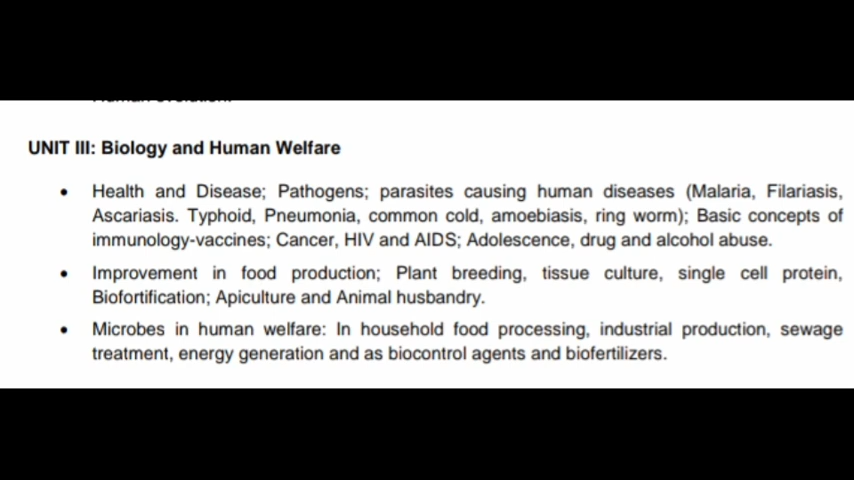 UNIT III: Biology and Human Welfare
• Health and Disease; Pathogens; parasites causing human diseases (Malaria, Filariasis,
Ascariasis. Typhoid, Pneumonia, common cold, amoebiasis, ring worm); Basic concepts of
immunology-vaccines; Cancer, HIV and AIDS; Adolescence, drug and alcohol abuse.
• Improvement in food production; Plant breeding, tissue culture, single cell protein,
Biofortification; Apiculture and Animal husbandry.
• Microbes in human welfare: In household food processing, industrial production, sewage
treatment, energy generation and as biocontrol agents and biofertilizers.